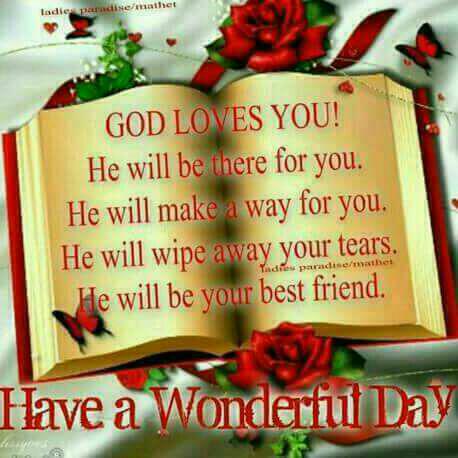 ladies paradise/mathet
GOD LOVES YOU!
He will be there for you.
He will make a way for you.
He will wipe away your tears.
ladies paradise/mathet
He will be your best friend.
Have a Wonderful Day